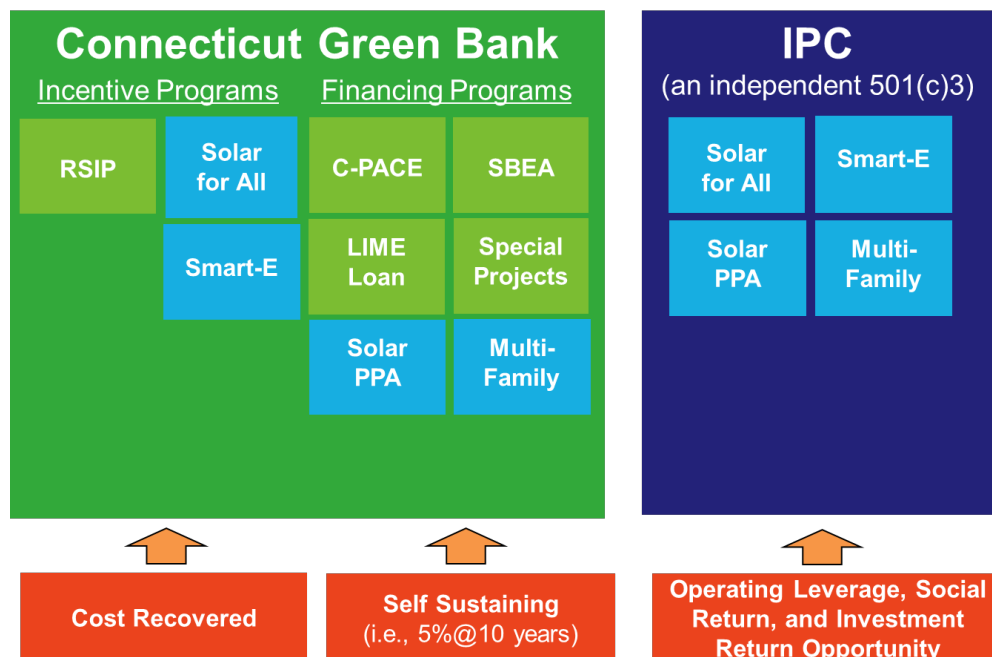 Connecticut Green Bank
Incentive Programs
Financing Programs
RSIP
Solar
for All
Smart-E
C-PACE
SBEA
LIME
Loan
Special
Projects
Solar
PPA
Multi-
Family
IPC
(an independent 501(c)3)
Solar
for All
Smart-E
Solar
PPA
Multi-
Family
Cost Recovered
Self Sustaining
(i.e., 5%@10 years)
Operating Leverage, Social
Return, and Investment
Return Opportunity